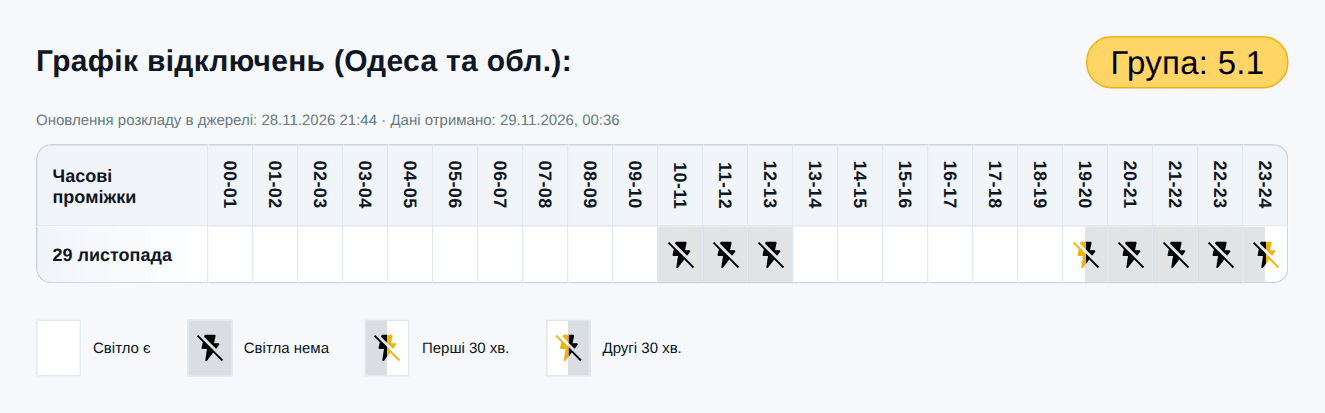 Графік відключень (Одеса та обл.):
Група: 5.1
Оновлення розкладу в джерелі: 28.11.2026 21:44 · Дані отримано: 29.11.2026, 00:36
Часові
проміжки
00-01
01-02
02-03
03-04
04-05
05-06
06-07
07-08
08-09
09-10
10-11
11-12
12-13
13-14
14-15
15-16
16-17
17-18
18-19
19-20
20-21
21-22
22-23
23-24
29 листопада
Світло є
Світла нема
Перші 30 хв.
Другі 30 хв.